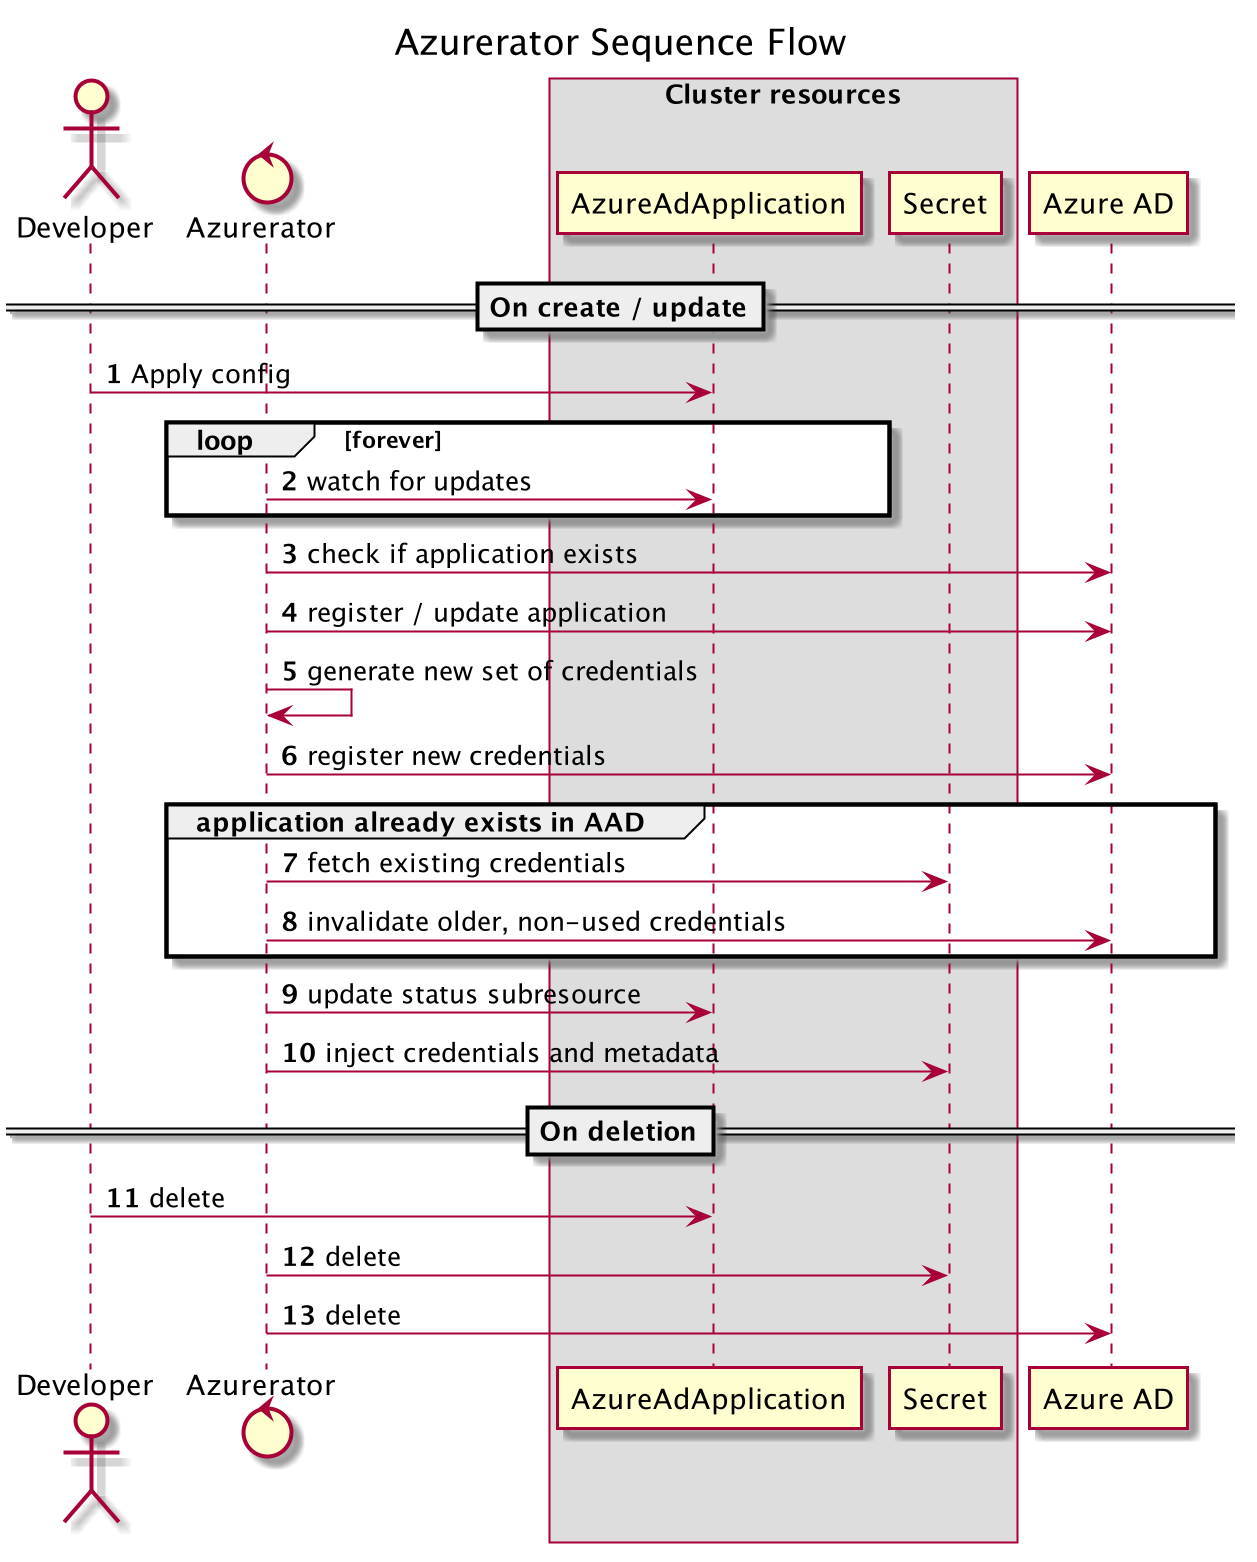 Azurerator Sequence Flow
Cluster resources
Developer
Azurerator
AzureAdApplication
Secret
Azure AD
On create / update
1 Apply config
loop [forever]
2 watch for updates
3 check if application exists
4 register / update application
5 generate new set of credentials
6 register new credentials
application already exists in AAD
7 fetch existing credentials
8 invalidate older, non-used credentials
9 update status subresource
10 inject credentials and metadata
On deletion
11 delete
12 delete
13 delete
Developer
Azurerator
AzureAdApplication
Secret
Azure AD